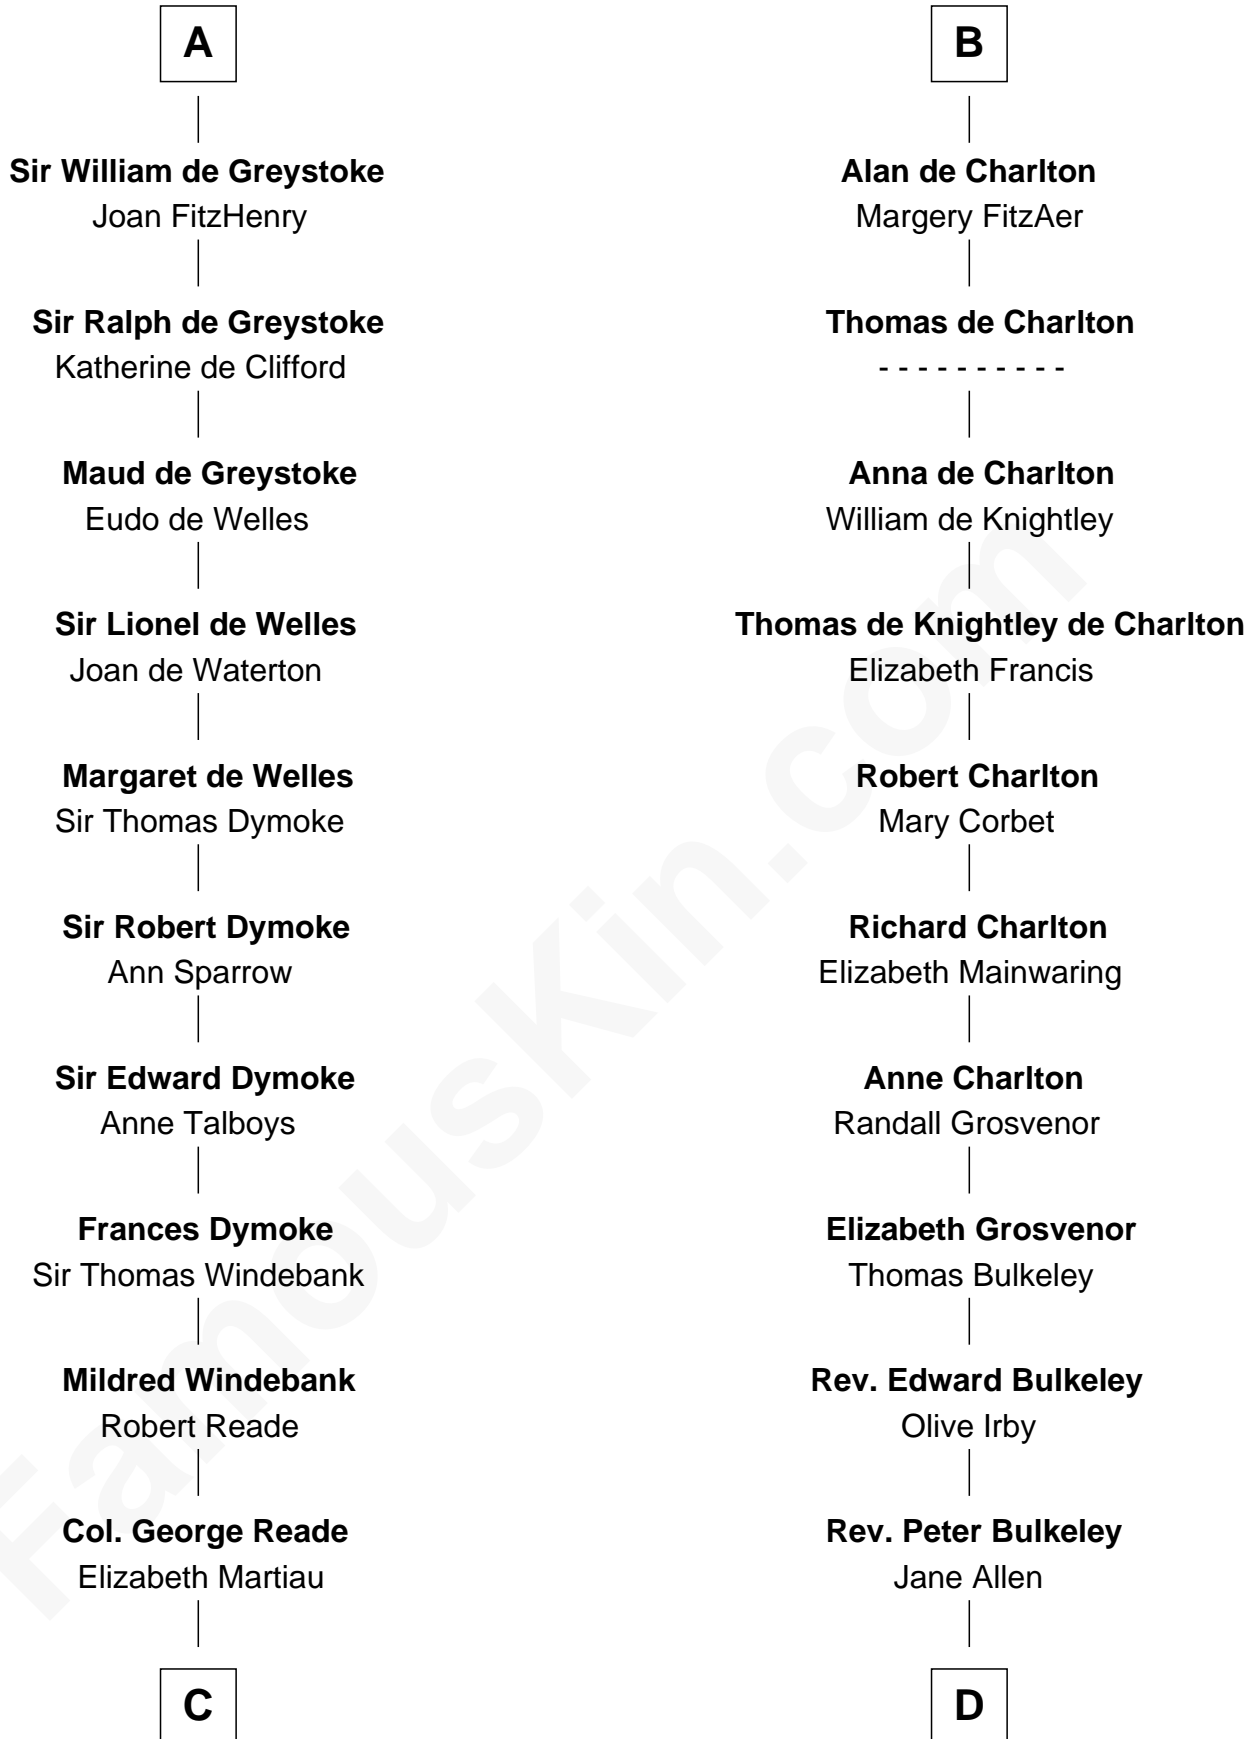 A
Sir William de Greystoke
Joan FitzHenry
Sir Ralph de Greystoke
Katherine de Clifford
Maud de Greystoke
Eudo de Welles
Sir Lionel de Welles
Joan de Waterton
Margaret de Welles
Sir Thomas Dymoke
Sir Robert Dymoke
Ann Sparrow
Sir Edward Dymoke
Anne Talboys
Frances Dymoke
Sir Thomas Windebank
Mildred Windebank
Robert Reade
Col. George Reade
Elizabeth Martiau
C
B
Alan de Charlton
Margery FitzAer
Thomas de Charlton
- - - - - - - - - -
Anna de Charlton
William de Knightley
Thomas de Knightley de Charlton
Elizabeth Francis
Robert Charlton
Mary Corbet
Richard Charlton
Elizabeth Mainwaring
Anne Charlton
Randall Grosvenor
Elizabeth Grosvenor
Thomas Bulkeley
Rev. Edward Bulkeley
Olive Irby
Rev. Peter Bulkeley
Jane Allen
D
FamousKin.com